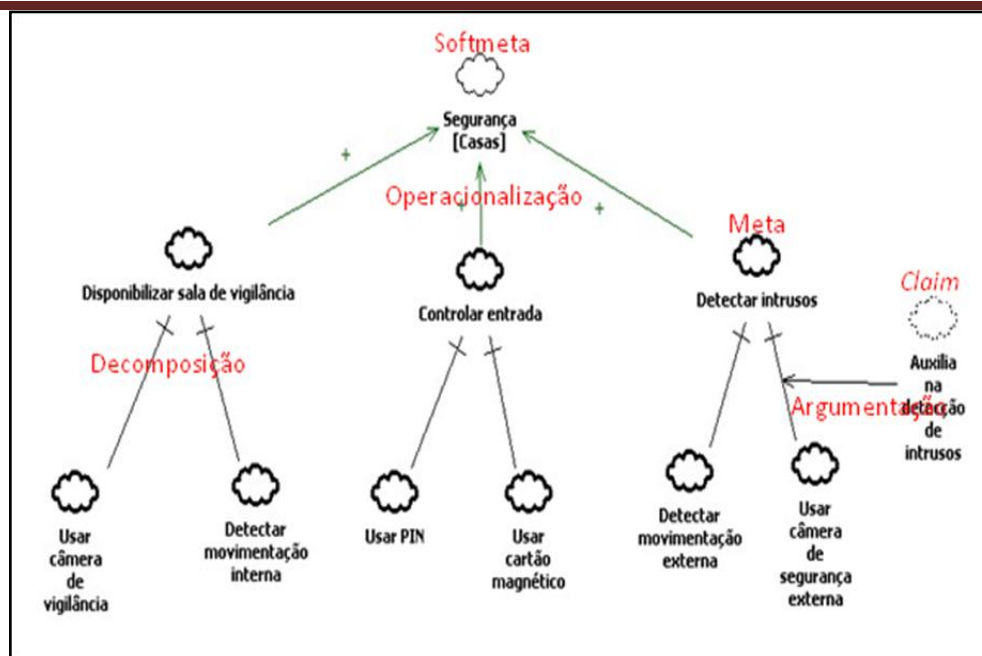 Softmeta
Segurança
[Casas]
+
Operacionalização
+
+
Meta
Disponibilizar sala de vigilância
Controlar entrada
Detectar intrusos
Claim
Decomposição
Auxilia
na
detecção
de
intrusos
Argumentação
Usar
câmera
de
vigilância
Detectar
movimentação
interna
Usar PIN
Usar
cartão
magnético
Detectar
movimentação
externa
Usar
câmera
de
segurança
externa